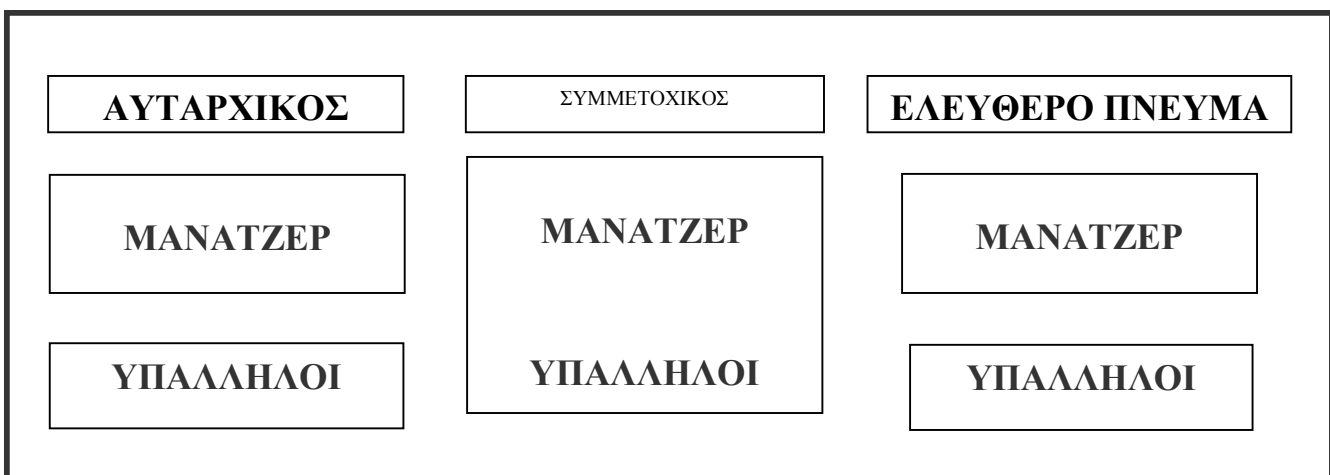 ΑΥΤΑΡΧΙΚΟΣ
ΣΥΜΜΕΤΟΧΙΚΟΣ
ΕΛΕΥΘΕΡΟ ΠΝΕΥΜΑ
ΜΑΝΑΤΖΕΡ
ΜΑΝΑΤΖΕΡ
ΜΑΝΑΤΖΕΡ
ΥΠΑΛΛΗΛΟΙ
ΥΠΑΛΛΗΛΟΙ
ΥΠΑΛΛΗΛΟΙ